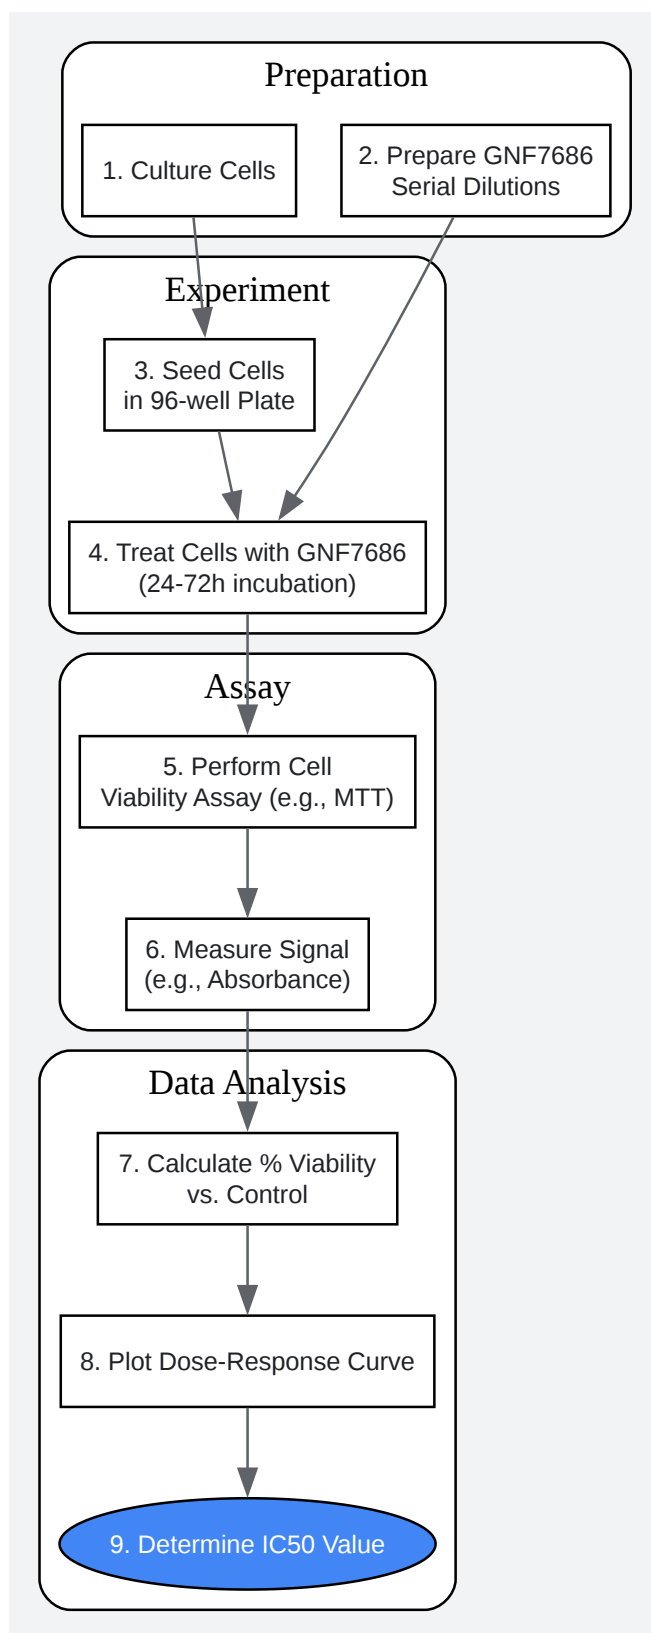 Preparation
1. Culture Cells
2. Prepare GNF7686
Serial Dilutions
Experiment
3. Seed Cells
in 96-well Plate
4. Treat Cells with GNF7686
(24-72h incubation)
Assay
5. Perform Cell
Viability Assay (e.g., MTT)
6. Measure Signal
(e.g., Absorbance)
Data Analysis
7. Calculate % Viability
vs. Control
8. Plot Dose-Response Curve
9. Determine IC50 Value